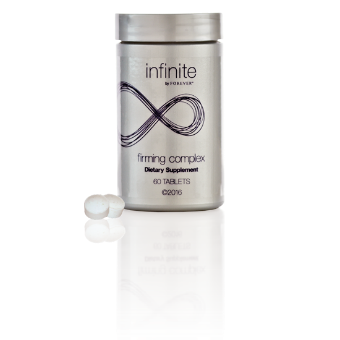 infinite
by FOREVER®
firming complex
Dietary Supplement
60 TABLETS
©2016